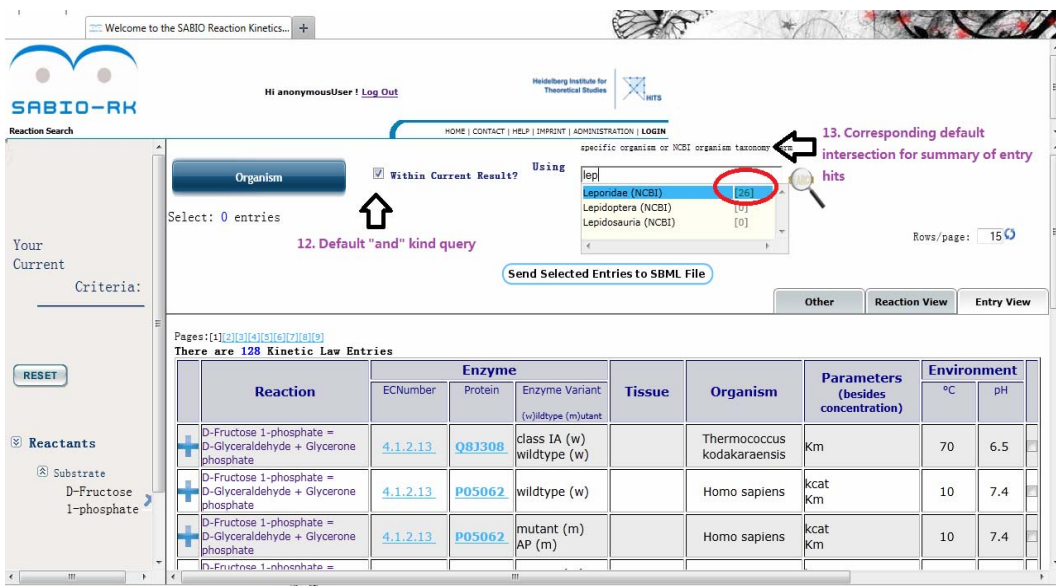 Welcome to the SABIO Reaction Kinetics...
+
SABIO-RK
Hi anonymousUser ! Log Out
Heidelberg Institute for
Theoretical Studies
HITS
Reaction Search
HOME | CONTACT | HELP | IMPRINT | ADMINISTRATION | LOGIN
specific organism or NCBI organism taxonomy term
13. Corresponding default
intersection for summary of entry
hits
Organism
Within Current Result?
Using
lep
Leporidae (NCBI) [26]
Lepidoptera (NCBI) [0]
Lepidosauria (NCBI) [0]
Select: 0 entries
12. Default "and" kind query
Rows/page: 15
Your
Current
Criteria:
Send Selected Entries to SBML File
Other
Reaction View
Entry View
Pages:[1][2][3][4][5][6][7][8][9]
There are 128 Kinetic Law Entries
RESET
Reaction
Enzyme
ECNumber
Protein
Enzyme Variant
(w)ildtype (m)utant
Tissue
Organism
Parameters
(besides
concentration)
Environment
°C
pH
D-Fructose 1-phosphate =
D-Glyceraldehyde + Glycerone
phosphate
4.1.2.13
Q8J308
class IA (w)
wildtype (w)
Thermococcus
kodakaraensis
Km
70
6.5
D-Fructose 1-phosphate =
D-Glyceraldehyde + Glycerone
phosphate
4.1.2.13
P05062
wildtype (w)
Homo sapiens
kcat
Km
10
7.4
D-Fructose 1-phosphate =
D-Glyceraldehyde + Glycerone
phosphate
4.1.2.13
P05062
mutant (m)
AP (m)
Homo sapiens
kcat
Km
10
7.4
D-Fructose 1-phosphate =
Reactants
Substrate
D-Fructose
1-phosphate